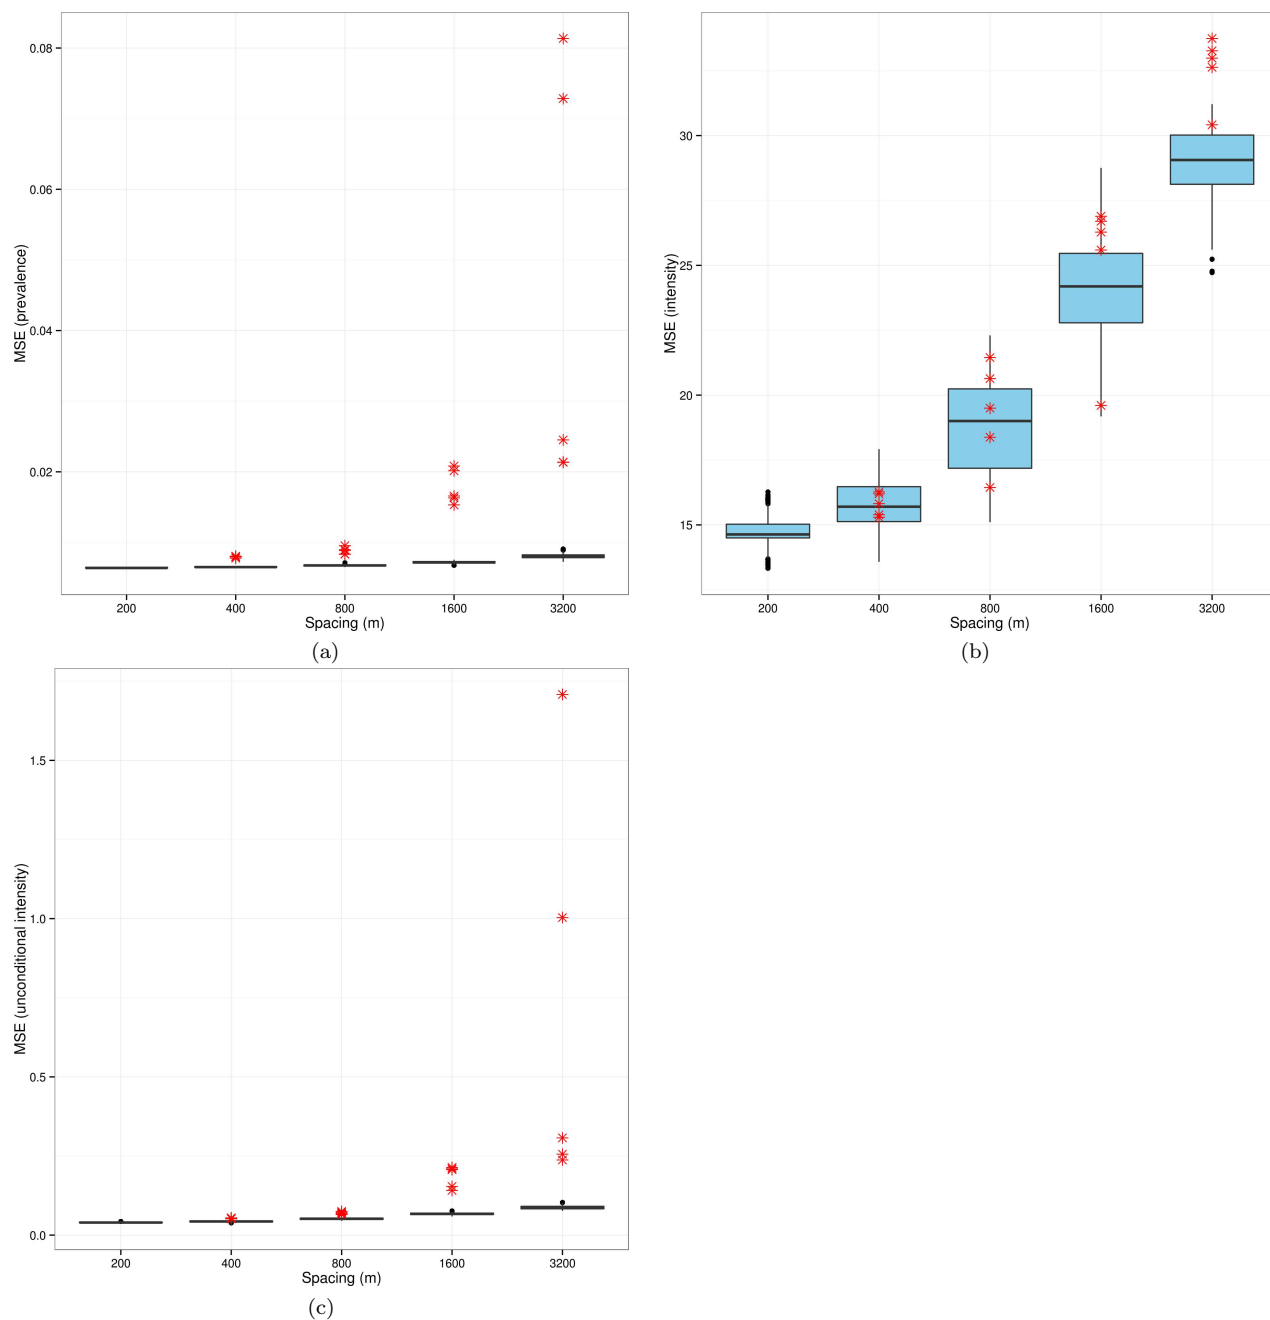 MSE (prevalence)
0.08
0.06
0.04
0.02
200 400 800 1600 3200
Spacing (m)
(a)
MSE (intensity)
30
25
20
15
200 400 800 1600 3200
Spacing (m)
(b)
MSE (unconditional intensity)
1.5
1.0
0.5
0.0
200 400 800 1600 3200
Spacing (m)
(c)